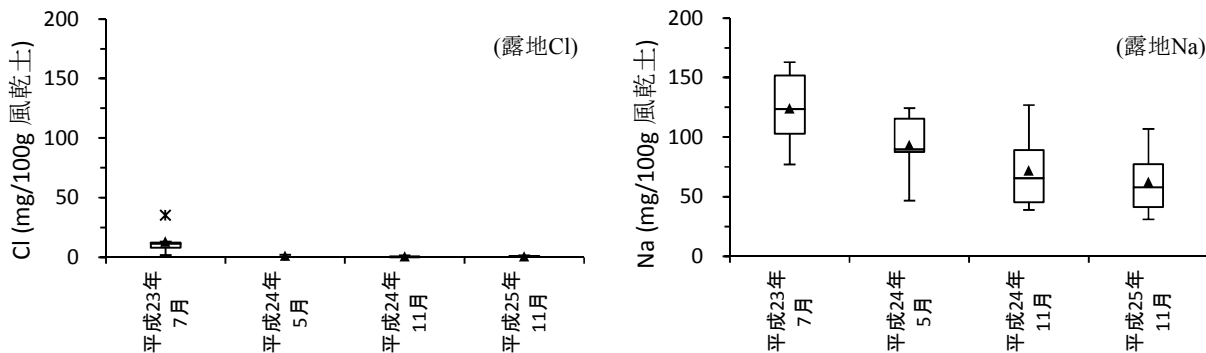 200
150
100
50
0
Cl (mg/100g 風乾土)
(露地Cl)
平成23年
7月
平成24年
5月
平成24年
11月
平成25年
11月
200
150
100
50
0
Na (mg/100g 風乾土)
(露地Na)
平成23年
7月
平成24年
5月
平成24年
11月
平成25年
11月